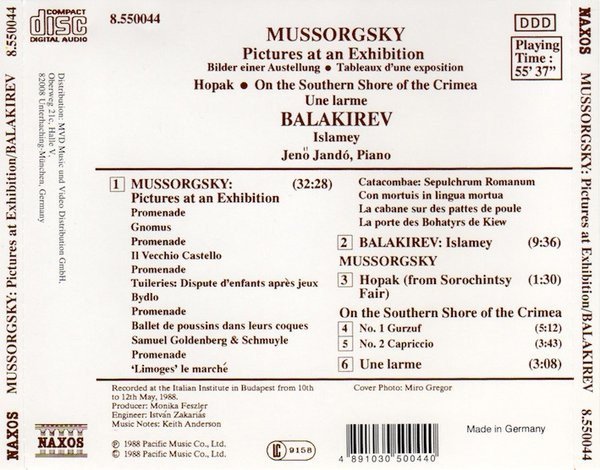 8.550044
MUSSORGSKY: Pictures at Exhibition/BALAKIREV
NAXOS
COMPACT
disc
DIGITAL AUDIO
8.550044
DDD
Playing
Time :
55' 37"
MUSSORGSKY
Pictures at an Exhibition
Bilder einer Austellung • Tableaux d'une exposition
Hopak • On the Southern Shore of the Crimea
Une larme
BALAKIREV
Islamey
Jenő Jandó, Piano
Distribution: MVD Music und Video Distribution GmbH,
Oberweg 21c, Halle V.
82008 Unterhaching-München, Germany
1 MUSSORGSKY: (32:28)
Pictures at an Exhibition
Promenade
Gnomus
Promenade
Il Vecchio Castello
Promenade
Tuileries: Dispute d'enfants après jeux
Bydlo
Promenade
Ballet de poussins dans leurs coques
Samuel Goldenberg & Schmuyle
Promenade
'Limoges' le marché
Catacombae: Sepulchrum Romanum
Con mortuis in lingua mortua
La cabane sur des pattes de poule
La porte des Bohatyrs de Kiew
2 BALAKIREV: Islamey (9:36)
MUSSORGSKY
3 Hopak (from Sorochintsy (1:30)
Fair)
On the Southern Shore of the Crimea
4 No. 1 Gurzuf (5:12)
5 No. 2 Capriccio (3:43)
6 Une larme (3:08)
Recorded at the Italian Institute in Budapest from 10th
to 12th May, 1988.
Producer: Monika Feszler
Engineer: István Zakariás
Music Notes: Keith Anderson
Cover Photo: Miro Gregor
NAXOS
℗ 1988 Pacific Music Co., Ltd.
© 1988 Pacific Music Co., Ltd.
LC 9158
4 891030 500440
Made in Germany
NAXOS
MUSSORGSKY: Pictures at Exhibition/BALAKIREV
8.550044